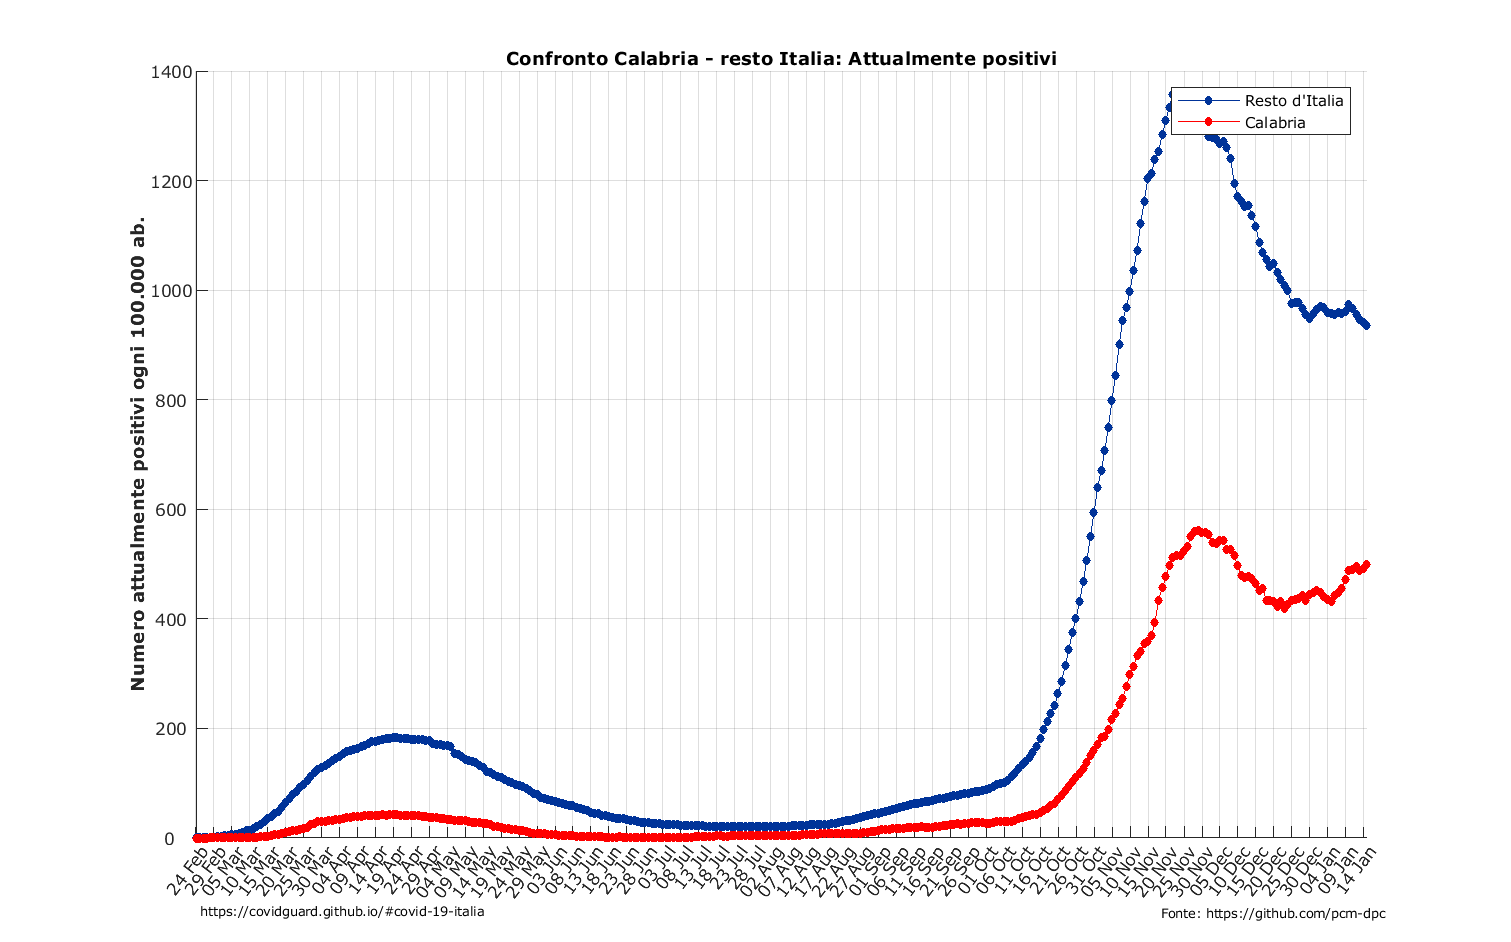 Confronto Calabria - resto Italia: Attualmente positivi
Resto d'Italia
Calabria
Numero attualmente positivi ogni 100.000 ab.
1400
1200
1000
800
600
400
200
0
24 Feb
29 Feb
05 Mar
10 Mar
15 Mar
20 Mar
25 Mar
30 Mar
04 Apr
09 Apr
14 Apr
19 Apr
24 Apr
29 Apr
04 May
09 May
14 May
19 May
24 May
29 May
03 Jun
08 Jun
13 Jun
18 Jun
23 Jun
28 Jun
03 Jul
08 Jul
13 Jul
18 Jul
23 Jul
28 Jul
02 Aug
07 Aug
12 Aug
17 Aug
22 Aug
27 Aug
01 Sep
06 Sep
11 Sep
16 Sep
21 Sep
26 Sep
01 Oct
06 Oct
11 Oct
16 Oct
21 Oct
26 Oct
31 Oct
05 Nov
10 Nov
15 Nov
20 Nov
25 Nov
30 Nov
05 Dec
10 Dec
15 Dec
20 Dec
25 Dec
30 Dec
04 Jan
09 Jan
14 Jan
https://covidguard.github.io/#covid-19-italia
Fonte: https://github.com/pcm-dpc